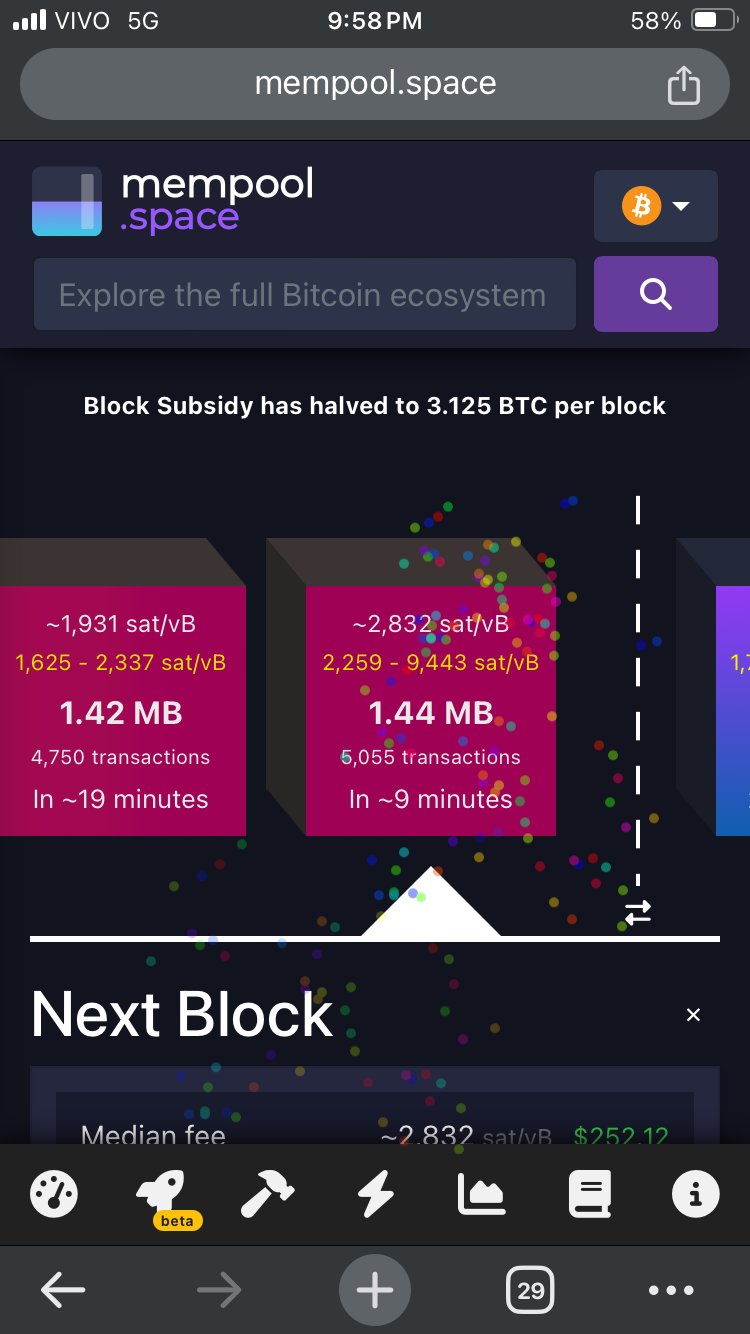 VIVO 5G 9:58 PM 58%
mempool.space
mempool
.space
Explore the full Bitcoin ecosystem
Block Subsidy has halved to 3.125 BTC per block
~1,931 sat/vB
1,625 - 2,337 sat/vB
1.42 MB
4,750 transactions
In ~19 minutes
~2,832 sat/vB
2,259 - 9,443 sat/vB
1.44 MB
5,055 transactions
In ~9 minutes
Next Block ×
Median fee ~2,832 sat/vB $252.12
beta
29